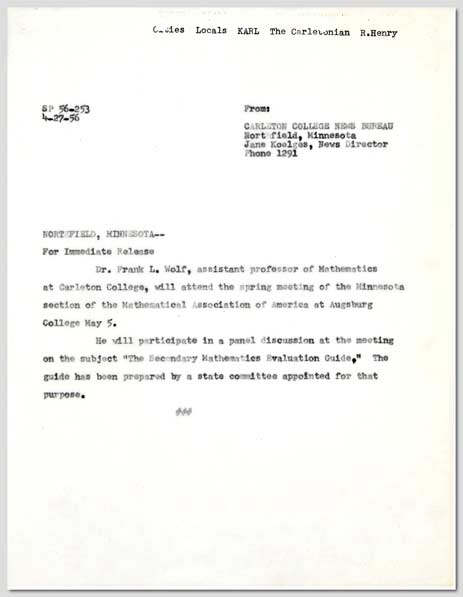 Locals KARL The Carletonian R.Henry
SP 56-253
4-27-56
From:
CARLETON COLLEGE NEWS BUREAU
Northfield, Minnesota
Jane Koelges, News Director
Phone 1291
NORTHFIELD, MINNESOTA--
For Immediate Release
Dr. Frank L. Wolf, assistant professor of Mathematics
at Carleton College, will attend the spring meeting of the Minnesota
section of the Mathematical Association of America at Augsburg
College May 5.
He will participate in a panel discussion at the meeting
on the subject "The Secondary Mathematics Evaluation Guide." The
guide has been prepared by a state committee appointed for that
purpose.
###